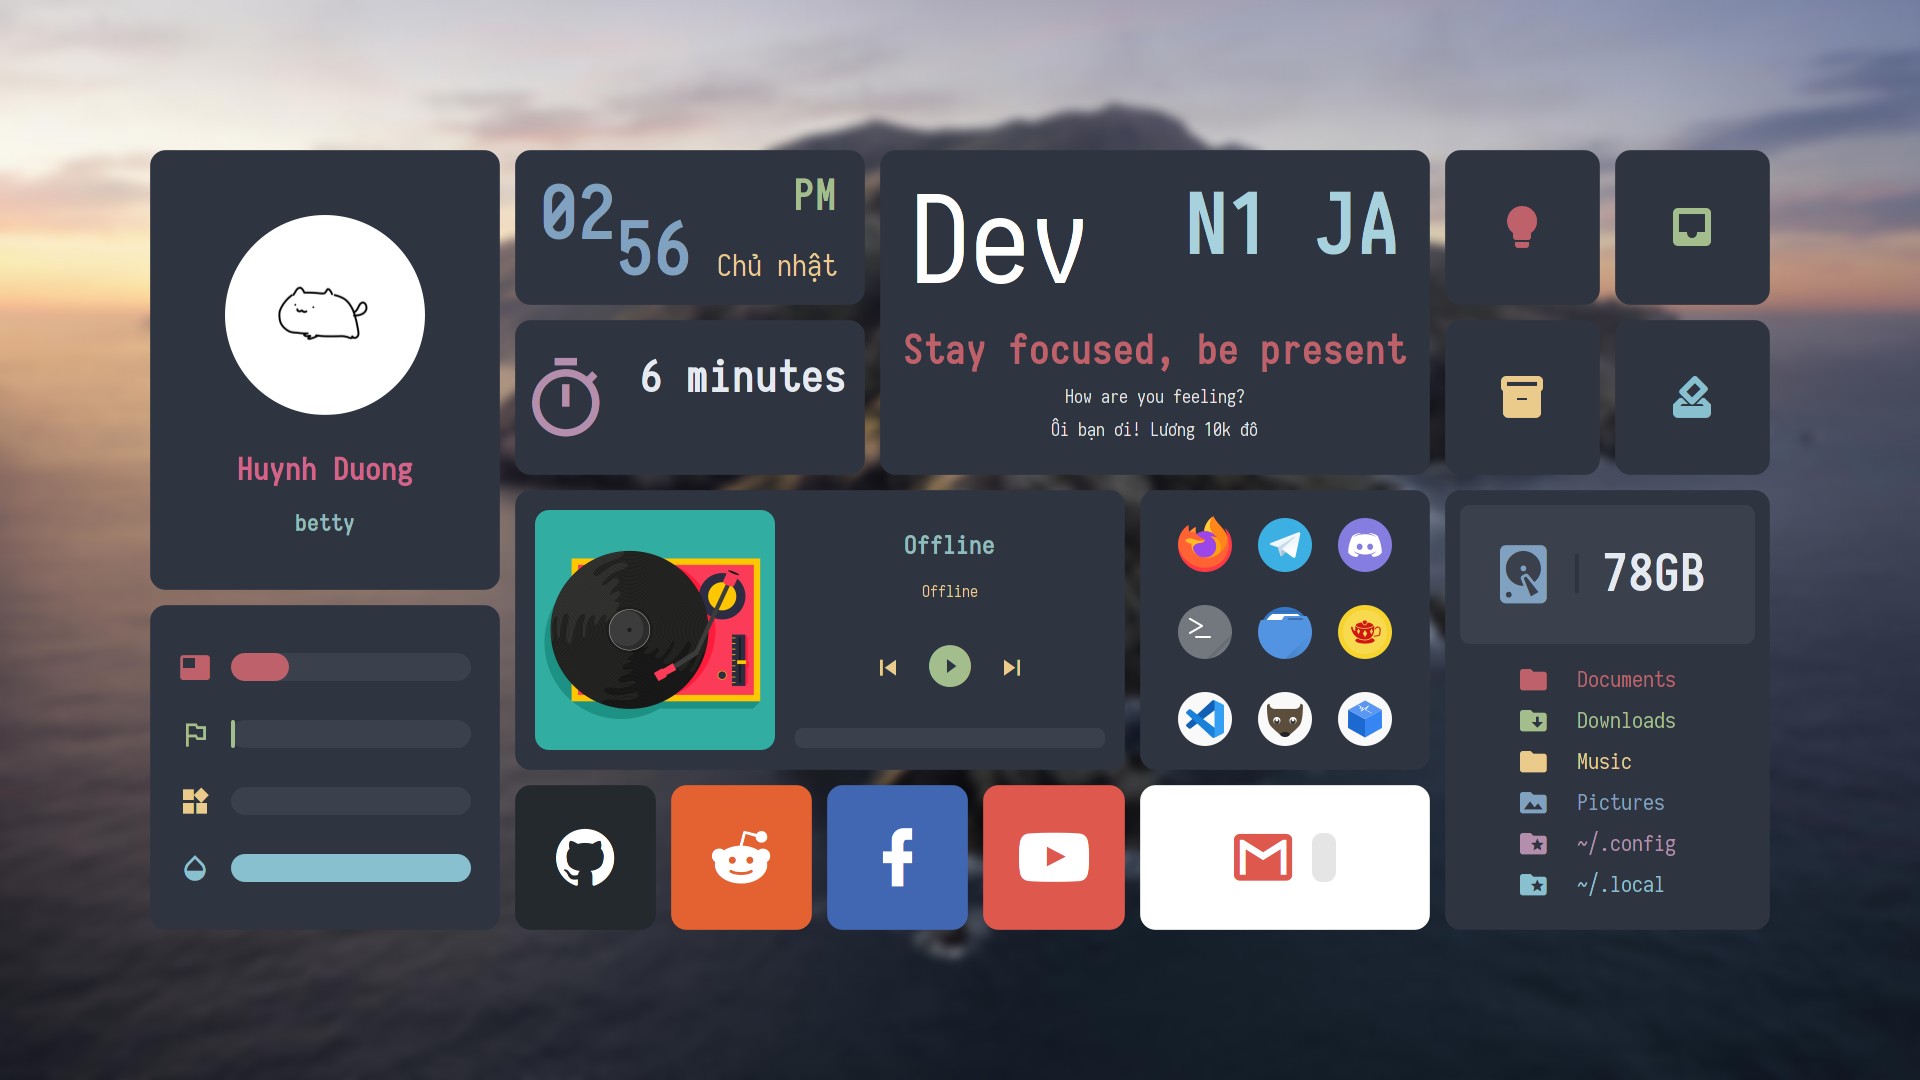 Huynh Duong
betty
02
56
PM
Chủ nhật
6 minutes
Dev
N1 JA
Stay focused, be present
How are you feeling?
Ôi bạn ơi! Lương 10k đô
Offline
Offline
78GB
Documents
Downloads
Music
Pictures
~/.config
~/.local